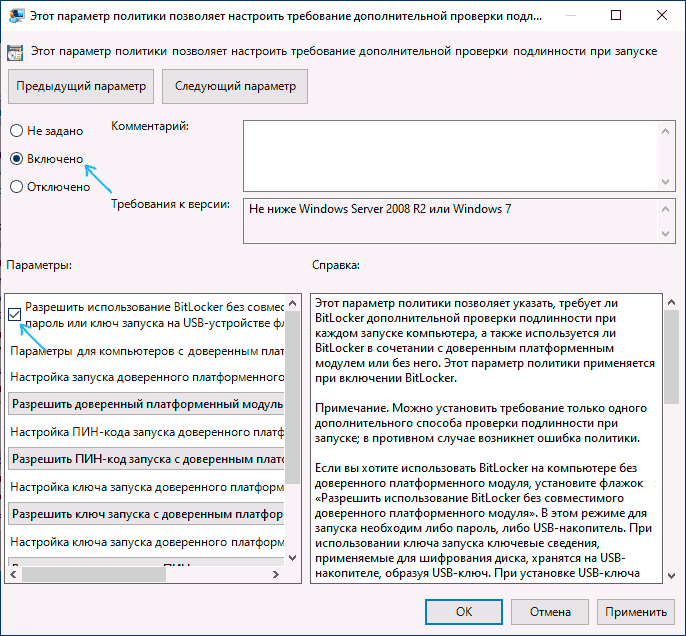 Этот параметр политики позволяет настроить требование дополнительной проверки подл...
Этот параметр политики позволяет настроить требование дополнительной проверки подлинности при запуске
Предыдущий параметр
Следующий параметр
Не задано
Включено
Отключено
Комментарий:
Требования к версии:
Не ниже Windows Server 2008 R2 или Windows 7
Параметры:
Разрешить использование BitLocker без совмес
пароль или ключ запуска на USB-устройстве фл
Параметры для компьютеров с доверенным плат
Настройка запуска доверенного платформенного
Разрешить доверенный платформенный модуль
Настройка ПИН-кода запуска доверенного платф
Разрешить ПИН-код запуска с доверенным платф
Настройка ключа запуска доверенного платформ
Разрешить ключ запуска с доверенным платфор
Настройка ключа запуска доверенного платформ
Справка:
Этот параметр политики позволяет указать, требует ли
BitLocker дополнительной проверки подлинности при
каждом запуске компьютера, а также используется ли
BitLocker в сочетании с доверенным платформенным
модулем или без него. Этот параметр политики применяется
при включении BitLocker.
Примечание. Можно установить требование только одного
дополнительного способа проверки подлинности при
запуске; в противном случае возникнет ошибка политики.
Если вы хотите использовать BitLocker на компьютере без
доверенного платформенного модуля, установите флажок
«Разрешить использование BitLocker без совместимого
доверенного платформенного модуля». В этом режиме для
запуска необходим либо пароль, либо USB-накопитель. При
использовании ключа запуска ключевые сведения,
применяемые для шифрования диска, хранятся на USB-
накопителе, образуя USB-ключ. При установке USB-ключа
ОК
Отмена
Применить